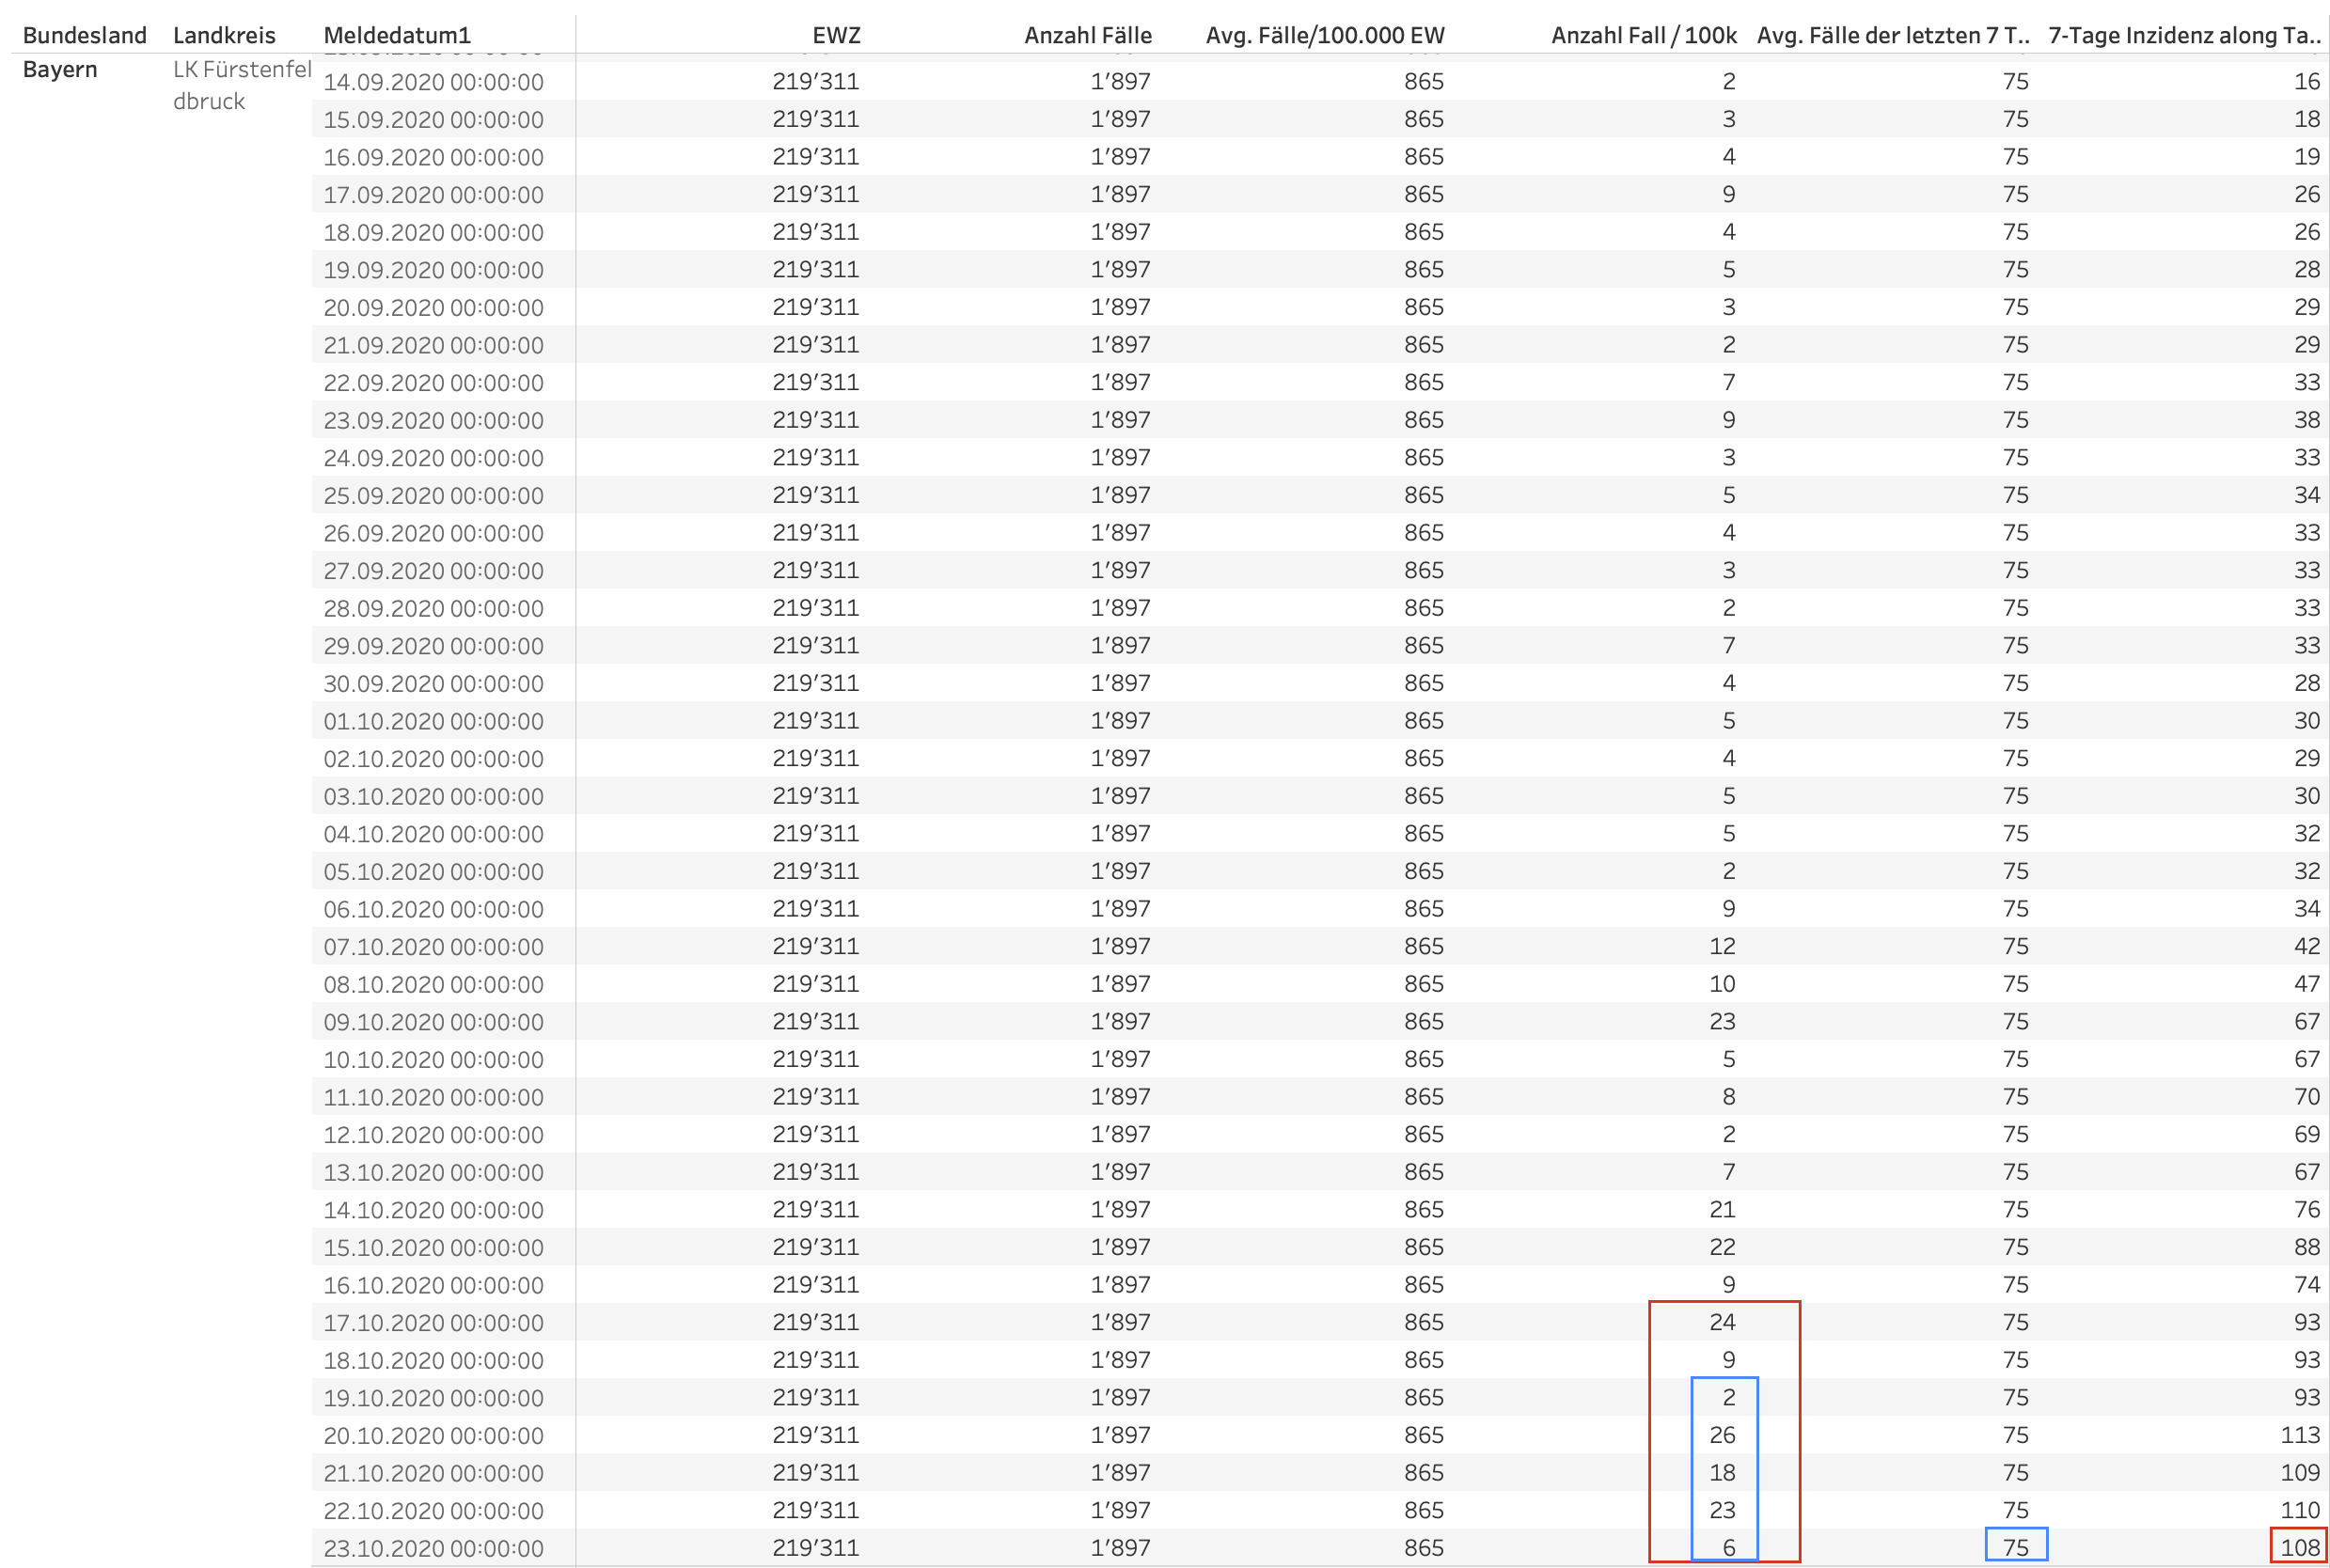 Bundesland Landkreis Meldedatum1 EWZ Anzahl Fälle Avg. Fälle/100.000 EW Anzahl Fall / 100k Avg. Fälle der letzten 7 T.. 7-Tage Inzidenz along Ta..
Bayern LK Fürstenfel
dbruck
14.09.2020 00:00:00 219’311 1’897 865 2 75 16
15.09.2020 00:00:00 219’311 1’897 865 3 75 18
16.09.2020 00:00:00 219’311 1’897 865 4 75 19
17.09.2020 00:00:00 219’311 1’897 865 9 75 26
18.09.2020 00:00:00 219’311 1’897 865 4 75 26
19.09.2020 00:00:00 219’311 1’897 865 5 75 28
20.09.2020 00:00:00 219’311 1’897 865 3 75 29
21.09.2020 00:00:00 219’311 1’897 865 2 75 29
22.09.2020 00:00:00 219’311 1’897 865 7 75 33
23.09.2020 00:00:00 219’311 1’897 865 9 75 38
24.09.2020 00:00:00 219’311 1’897 865 3 75 33
25.09.2020 00:00:00 219’311 1’897 865 5 75 34
26.09.2020 00:00:00 219’311 1’897 865 4 75 33
27.09.2020 00:00:00 219’311 1’897 865 3 75 33
28.09.2020 00:00:00 219’311 1’897 865 2 75 33
29.09.2020 00:00:00 219’311 1’897 865 7 75 33
30.09.2020 00:00:00 219’311 1’897 865 4 75 28
01.10.2020 00:00:00 219’311 1’897 865 5 75 30
02.10.2020 00:00:00 219’311 1’897 865 4 75 29
03.10.2020 00:00:00 219’311 1’897 865 5 75 30
04.10.2020 00:00:00 219’311 1’897 865 5 75 32
05.10.2020 00:00:00 219’311 1’897 865 2 75 32
06.10.2020 00:00:00 219’311 1’897 865 9 75 34
07.10.2020 00:00:00 219’311 1’897 865 12 75 42
08.10.2020 00:00:00 219’311 1’897 865 10 75 47
09.10.2020 00:00:00 219’311 1’897 865 23 75 67
10.10.2020 00:00:00 219’311 1’897 865 5 75 67
11.10.2020 00:00:00 219’311 1’897 865 8 75 70
12.10.2020 00:00:00 219’311 1’897 865 2 75 69
13.10.2020 00:00:00 219’311 1’897 865 7 75 67
14.10.2020 00:00:00 219’311 1’897 865 21 75 76
15.10.2020 00:00:00 219’311 1’897 865 22 75 88
16.10.2020 00:00:00 219’311 1’897 865 9 75 74
17.10.2020 00:00:00 219’311 1’897 865 24 75 93
18.10.2020 00:00:00 219’311 1’897 865 9 75 93
19.10.2020 00:00:00 219’311 1’897 865 2 75 93
20.10.2020 00:00:00 219’311 1’897 865 26 75 113
21.10.2020 00:00:00 219’311 1’897 865 18 75 109
22.10.2020 00:00:00 219’311 1’897 865 23 75 110
23.10.2020 00:00:00 219’311 1’897 865 6 75 108